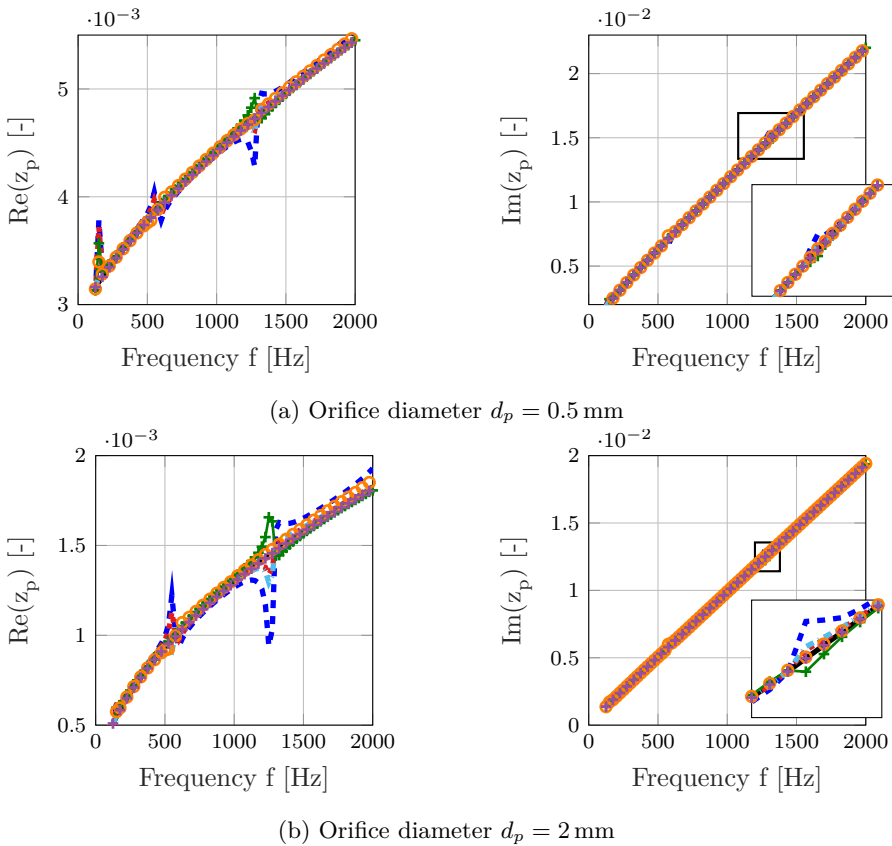 ·10⁻³
5
4
3
Re(z_p) [-]
0 500 1000 1500 2000
Frequency f [Hz]
·10⁻²
2
1.5
1
0.5
Im(z_p) [-]
0 500 1000 1500 2000
Frequency f [Hz]
(a) Orifice diameter d_p = 0.5 mm
·10⁻³
2
1.5
1
0.5
Re(z_p) [-]
0 500 1000 1500 2000
Frequency f [Hz]
·10⁻²
2
1.5
1
0.5
0
Im(z_p) [-]
0 500 1000 1500 2000
Frequency f [Hz]
(b) Orifice diameter d_p = 2 mm